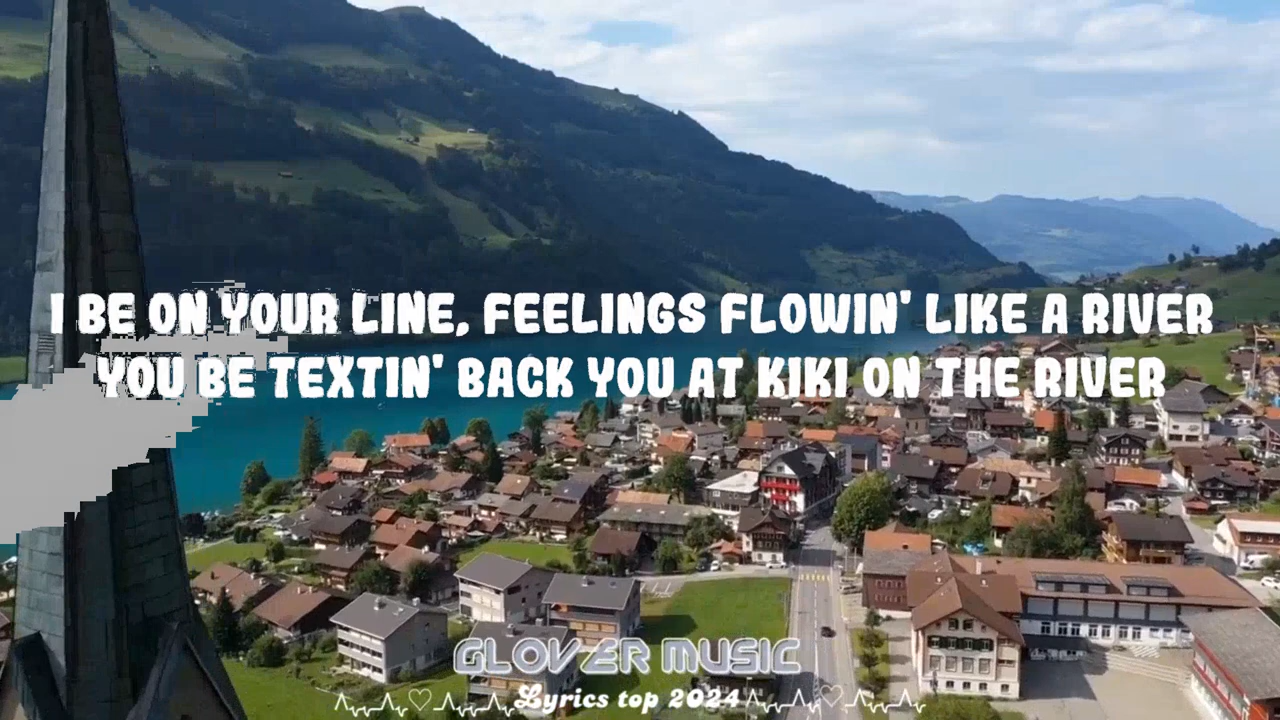 I BE ON YOUR LINE, FEELINGS FLOWIN' LIKE A RIVER
YOU BE TEXTIN' BACK YOU AT KIKI ON THE RIVER
GLOVER MUSIC
Lyrics top 2024